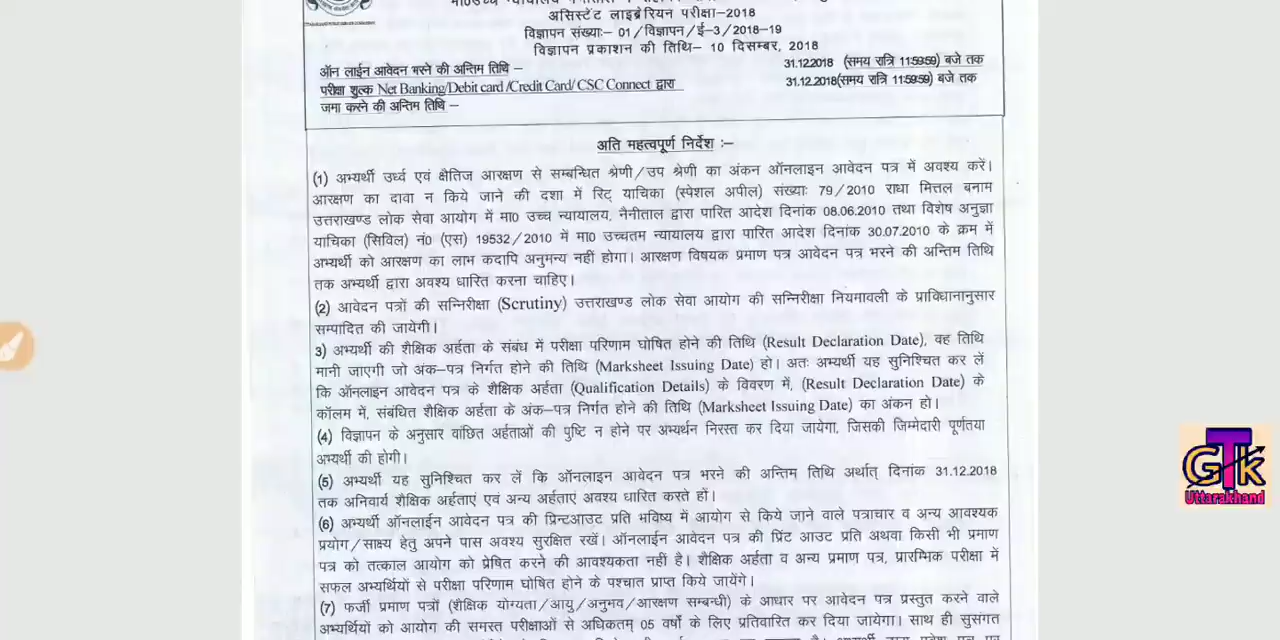 असिस्टेंट लाइब्रेरियन परीक्षा–2018
विज्ञापन संख्याः– 01/विज्ञापन/ई–3/2018–19
विज्ञापन प्रकाशन की तिथि– 10 दिसम्बर, 2018
ऑन लाईन आवेदन भरने की अन्तिम तिथि – 31.12.2018 (समय रात्रि 11:59:59) बजे तक
परीक्षा शुल्क Net Banking/Debit card /Credit Card/ CSC Connect द्वारा 31.12.2018(समय रात्रि 11:59:59) बजे तक
जमा करने की अन्तिम तिथि –
अति महत्वपूर्ण निर्देश :–
(1) अभ्यर्थी उर्ध्व एवं क्षैतिज आरक्षण से सम्बन्धित श्रेणी/उप श्रेणी का अंकन ऑनलाइन आवेदन पत्र में अवश्य करें।
आरक्षण का दावा न किये जाने की दशा में रिट् याचिका (स्पेशल अपील) संख्याः 79/2010 राधा मित्तल बनाम
उत्तराखण्ड लोक सेवा आयोग में मा0 उच्च न्यायालय, नैनीताल द्वारा पारित आदेश दिनांक 08.06.2010 तथा विशेष अनुज्ञा
याचिका (सिविल) नं0 (एस) 19532/2010 में मा0 उच्चतम न्यायालय द्वारा पारित आदेश दिनांक 30.07.2010 के क्रम में
अभ्यर्थी को आरक्षण का लाभ कदापि अनुमन्य नहीं होगा। आरक्षण विषयक प्रमाण पत्र आवेदन पत्र भरने की अन्तिम तिथि
तक अभ्यर्थी द्वारा अवश्य धारित करना चाहिए।
(2) आवेदन पत्रों की सन्निरीक्षा (Scrutiny) उत्तराखण्ड लोक सेवा आयोग की सन्निरीक्षा नियमावली के प्राविधानानुसार
सम्पादित की जायेगी।
3) अभ्यर्थी की शैक्षिक अर्हता के संबंध में परीक्षा परिणाम घोषित होने की तिथि (Result Declaration Date), वह तिथि
मानी जाएगी जो अंक–पत्र निर्गत होने की तिथि (Marksheet Issuing Date) हो। अतः अभ्यर्थी यह सुनिश्चित कर लें
कि ऑनलाइन आवेदन पत्र के शैक्षिक अर्हता (Qualification Details) के विवरण में, (Result Declaration Date) के
कॉलम में, संबंधित शैक्षिक अर्हता के अंक–पत्र निर्गत होने की तिथि (Marksheet Issuing Date) का अंकन हो।
(4) विज्ञापन के अनुसार वांछित अर्हताओं की पुष्टि न होने पर अभ्यर्थन निरस्त कर दिया जायेगा, जिसकी जिम्मेदारी पूर्णतया
अभ्यर्थी की होगी।
(5) अभ्यर्थी यह सुनिश्चित कर लें कि ऑनलाइन आवेदन पत्र भरने की अन्तिम तिथि अर्थात् दिनांक 31.12.2018
तक अनिवार्य शैक्षिक अर्हताएं एवं अन्य अर्हताएं अवश्य धारित करते हों।
(6) अभ्यर्थी ऑनलाईन आवेदन पत्र की प्रिन्टआउट प्रति भविष्य में आयोग से किये जाने वाले पत्राचार व अन्य आवश्यक
प्रयोग/साक्ष्य हेतु अपने पास अवश्य सुरक्षित रखें। ऑनलाईन आवेदन पत्र की प्रिंट आउट प्रति अथवा किसी भी प्रमाण
पत्र को तत्काल आयोग को प्रेषित करने की आवश्यकता नहीं है। शैक्षिक अर्हता व अन्य प्रमाण पत्र, प्रारम्भिक परीक्षा में
सफल अभ्यर्थियों से परीक्षा परिणाम घोषित होने के पश्चात प्राप्त किये जायेंगे।
(7) फर्जी प्रमाण पत्रों (शैक्षिक योग्यता/आयु/अनुभव/आरक्षण सम्बन्धी) के आधार पर आवेदन पत्र प्रस्तुत करने वाले
अभ्यर्थियों को आयोग की समस्त परीक्षाओं से अधिकतम् 05 वर्षो के लिए प्रतिवारित कर दिया जायेगा। साथ ही सुसंगत
GTK
Uttarakhand